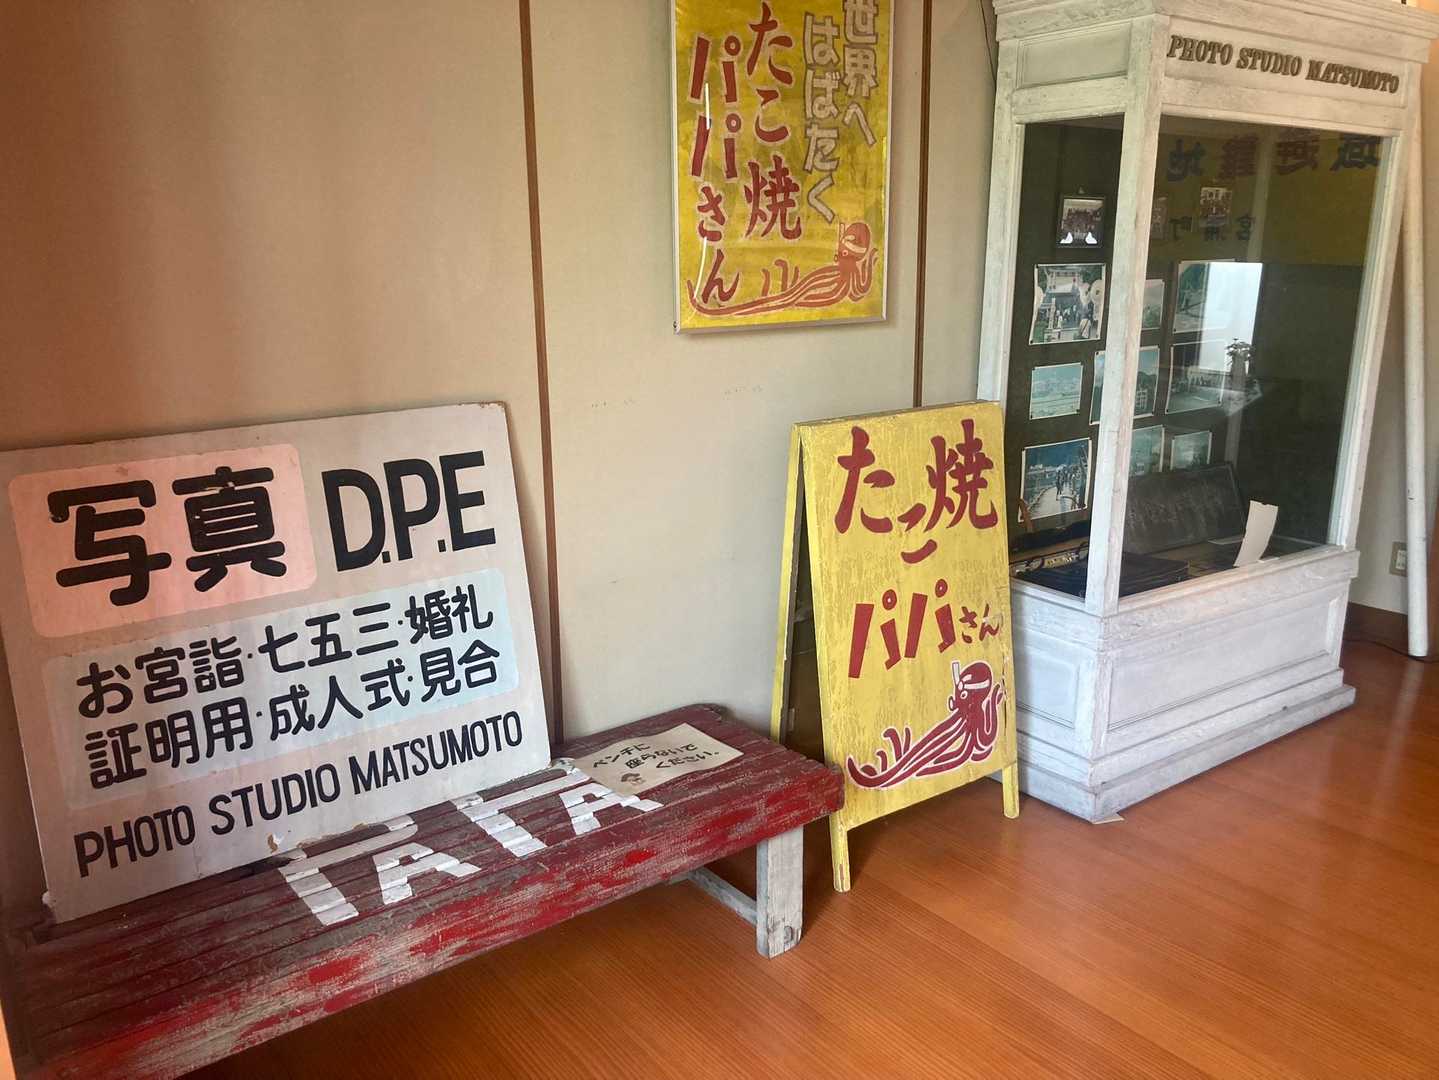 写真 D.P.E
お宮詣・七五三・婚礼
証明用・成人式・見合
PHOTO STUDIO MATSUMOTO
ベンチに
座らないで
ください。
世界へ
はばたく
たこ焼
パパさん
たこ焼
パパさん
PHOTO STUDIO MATSUMOTO